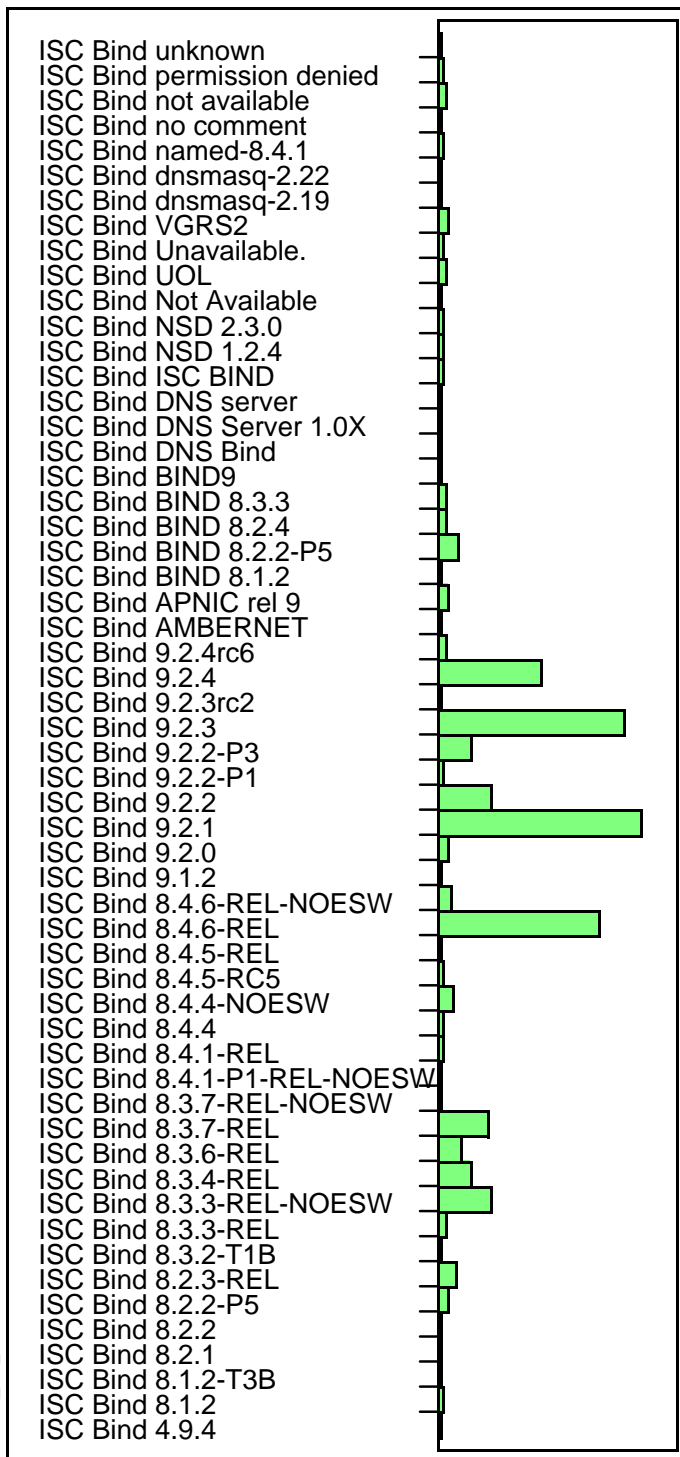 ISC Bind unknown
ISC Bind permission denied
ISC Bind not available
ISC Bind no comment
ISC Bind named-8.4.1
ISC Bind dnsmasq-2.22
ISC Bind dnsmasq-2.19
ISC Bind VGRS2
ISC Bind Unavailable.
ISC Bind UOL
ISC Bind Not Available
ISC Bind NSD 2.3.0
ISC Bind NSD 1.2.4
ISC Bind ISC BIND
ISC Bind DNS server
ISC Bind DNS Server 1.0X
ISC Bind DNS Bind
ISC Bind BIND9
ISC Bind BIND 8.3.3
ISC Bind BIND 8.2.4
ISC Bind BIND 8.2.2-P5
ISC Bind BIND 8.1.2
ISC Bind APNIC rel 9
ISC Bind AMBERNET
ISC Bind 9.2.4rc6
ISC Bind 9.2.4
ISC Bind 9.2.3rc2
ISC Bind 9.2.3
ISC Bind 9.2.2-P3
ISC Bind 9.2.2-P1
ISC Bind 9.2.2
ISC Bind 9.2.1
ISC Bind 9.2.0
ISC Bind 9.1.2
ISC Bind 8.4.6-REL-NOESW
ISC Bind 8.4.6-REL
ISC Bind 8.4.5-REL
ISC Bind 8.4.5-RC5
ISC Bind 8.4.4-NOESW
ISC Bind 8.4.4
ISC Bind 8.4.1-REL
ISC Bind 8.4.1-P1-REL-NOESW
ISC Bind 8.3.7-REL-NOESW
ISC Bind 8.3.7-REL
ISC Bind 8.3.6-REL
ISC Bind 8.3.4-REL
ISC Bind 8.3.3-REL-NOESW
ISC Bind 8.3.3-REL
ISC Bind 8.3.2-T1B
ISC Bind 8.2.3-REL
ISC Bind 8.2.2-P5
ISC Bind 8.2.2
ISC Bind 8.2.1
ISC Bind 8.1.2-T3B
ISC Bind 8.1.2
ISC Bind 4.9.4